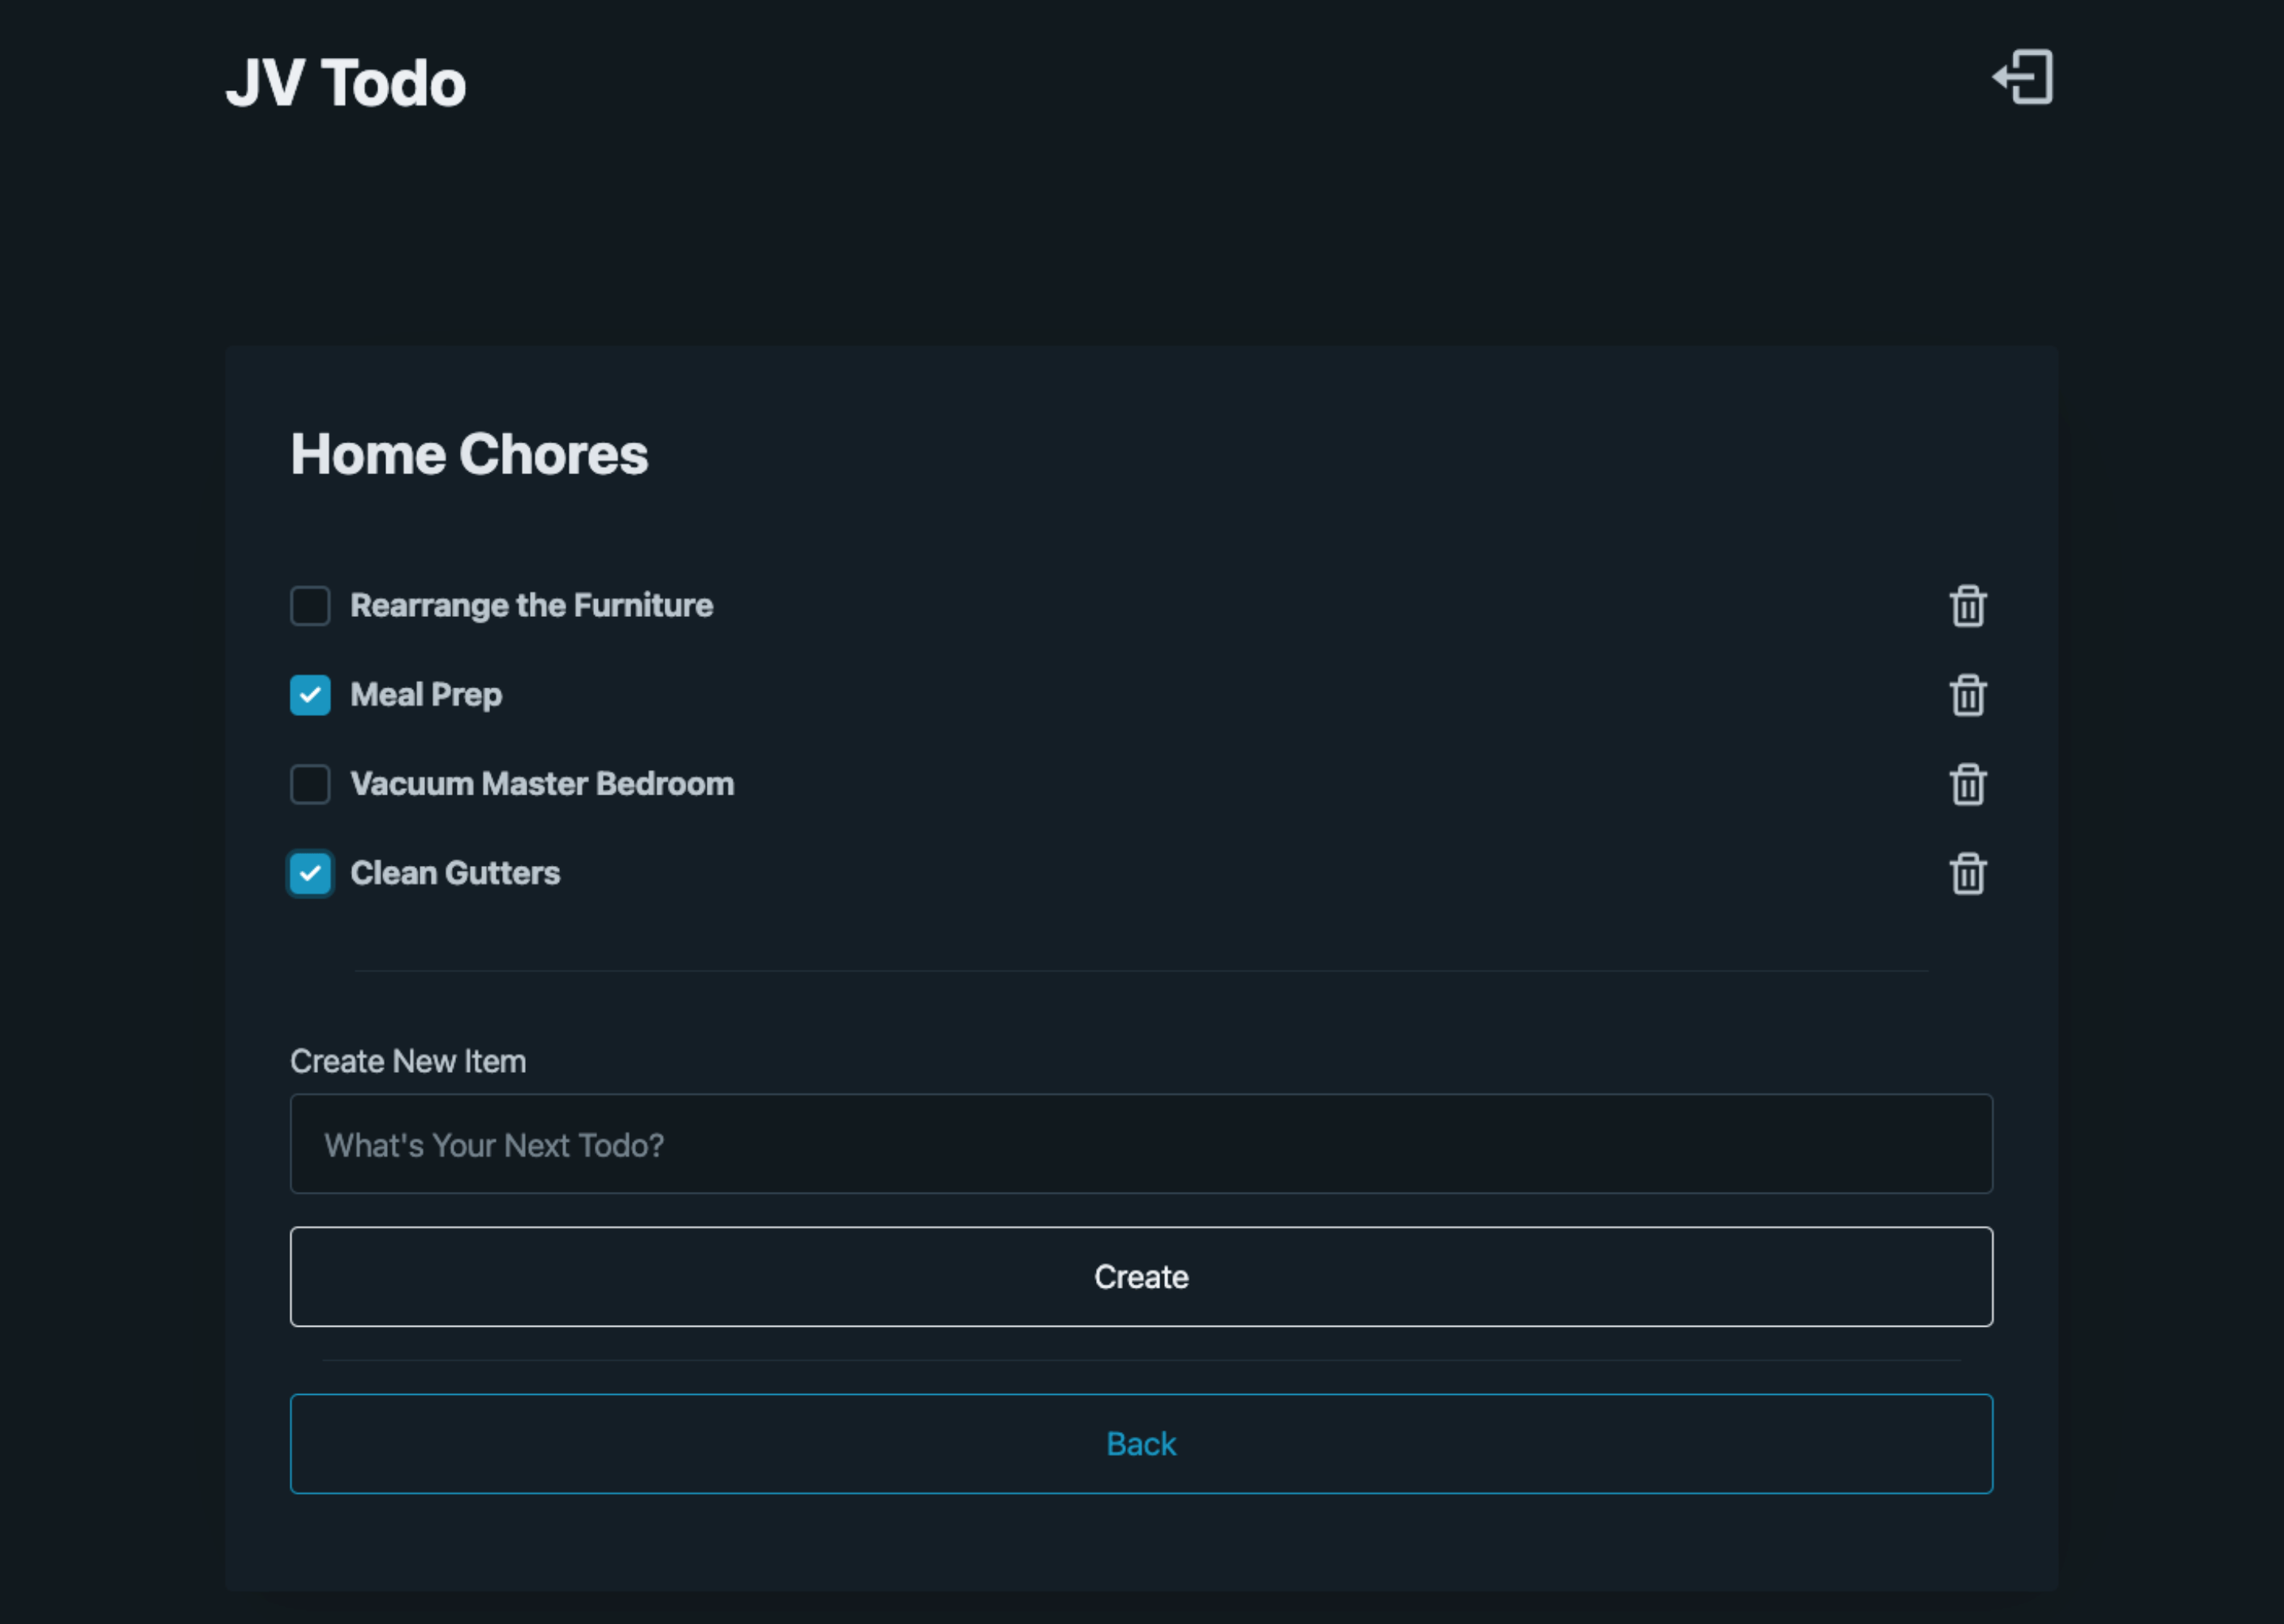 JV Todo
Home Chores
Rearrange the Furniture
Meal Prep
Vacuum Master Bedroom
Clean Gutters
Create New Item
What's Your Next Todo?
Create
Back